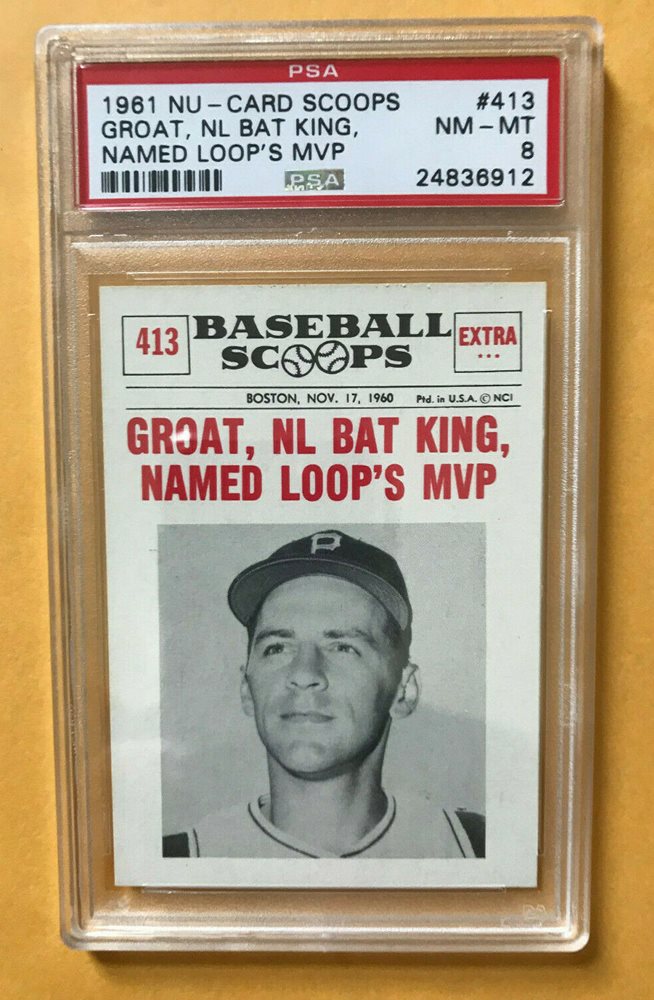 PSA
1961 NU-CARD SCOOPS #413
GROAT, NL BAT KING, NM-MT
NAMED LOOP'S MVP 8
PSA 24836912
413 BASEBALL SCOOPS EXTRA
BOSTON, NOV. 17, 1960 Ptd. in U.S.A. © NCI
GROAT, NL BAT KING,
NAMED LOOP'S MVP
P